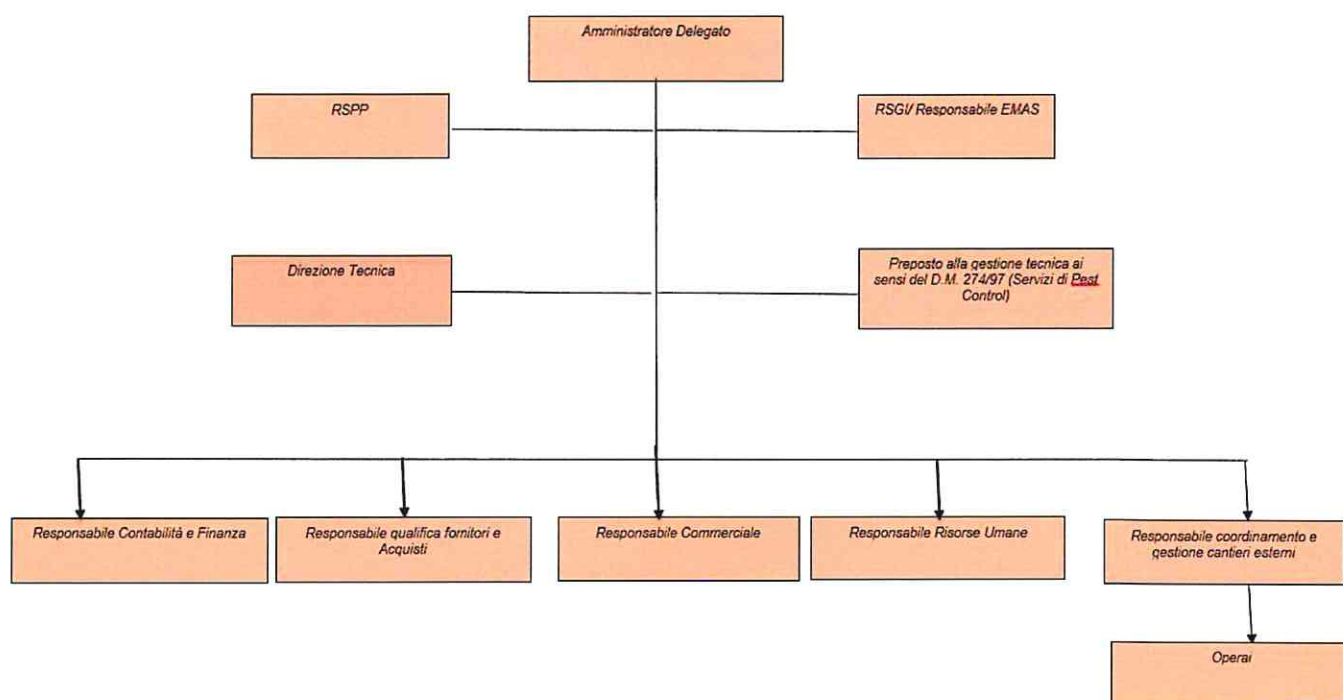 Amministratore Delegato
RSPP
RSGI/ Responsabile EMAS
Direzione Tecnica
Preposto alla gestione tecnica ai
sensi del D.M. 274/97 (Servizi di Pest
Control)
Responsabile Contabilità e Finanza
Responsabile qualifica fornitori e
Acquisti
Responsabile Commerciale
Responsabile Risorse Umane
Responsabile coordinamento e
gestione cantieri esterni
Operai